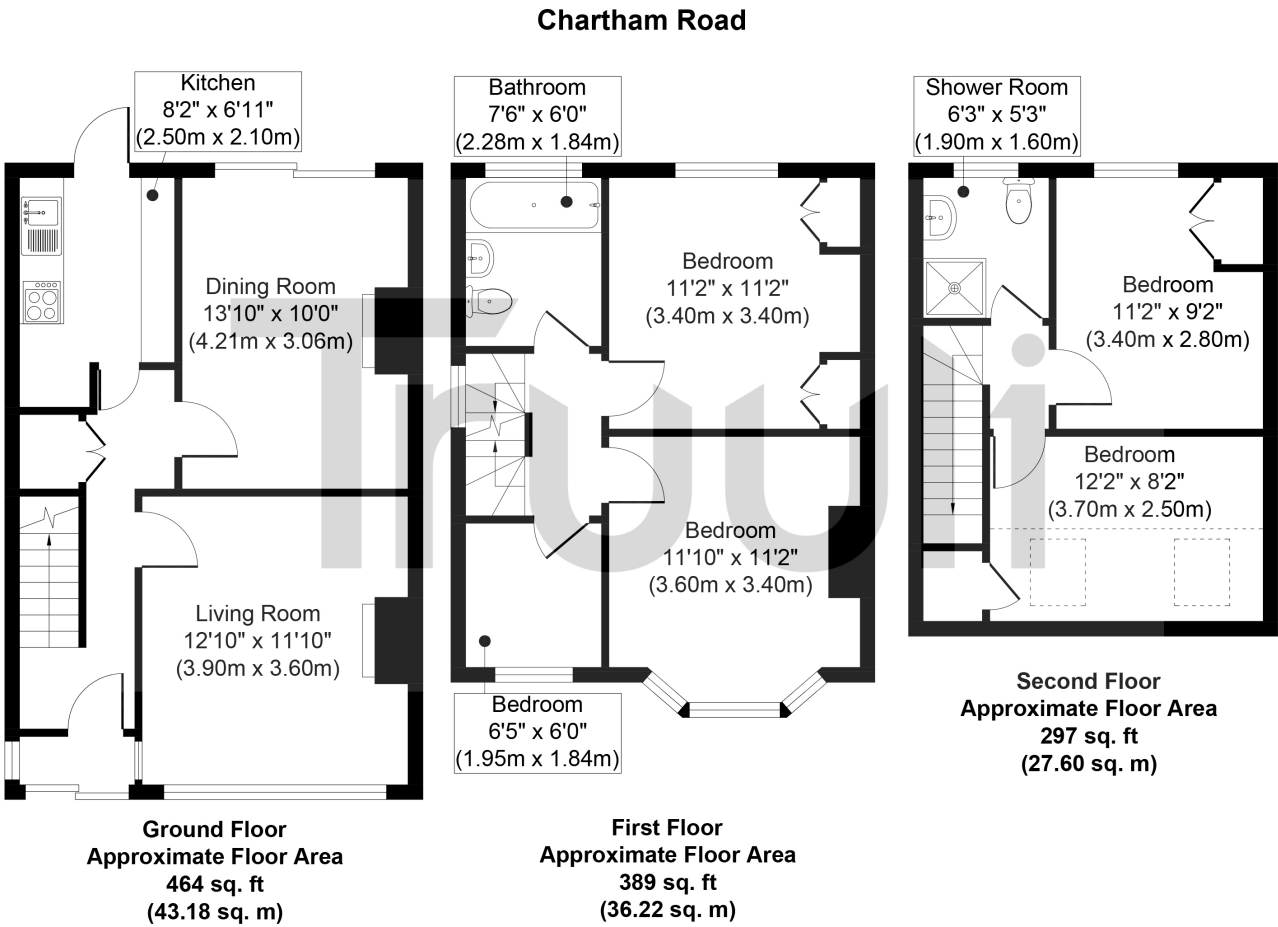 Chartham Road
Kitchen
8'2" x 6'11"
(2.50m x 2.10m)
Dining Room
13'10" x 10'0"
(4.21m x 3.06m)
Living Room
12'10" x 11'10"
(3.90m x 3.60m)
Ground Floor
Approximate Floor Area
464 sq. ft
(43.18 sq. m)
Bathroom
7'6" x 6'0"
(2.28m x 1.84m)
Bedroom
11'2" x 11'2"
(3.40m x 3.40m)
Bedroom
11'10" x 11'2"
(3.60m x 3.40m)
Bedroom
6'5" x 6'0"
(1.95m x 1.84m)
First Floor
Approximate Floor Area
389 sq. ft
(36.22 sq. m)
Shower Room
6'3" x 5'3"
(1.90m x 1.60m)
Bedroom
11'2" x 9'2"
(3.40m x 2.80m)
Bedroom
12'2" x 8'2"
(3.70m x 2.50m)
Second Floor
Approximate Floor Area
297 sq. ft
(27.60 sq. m)
Truuli